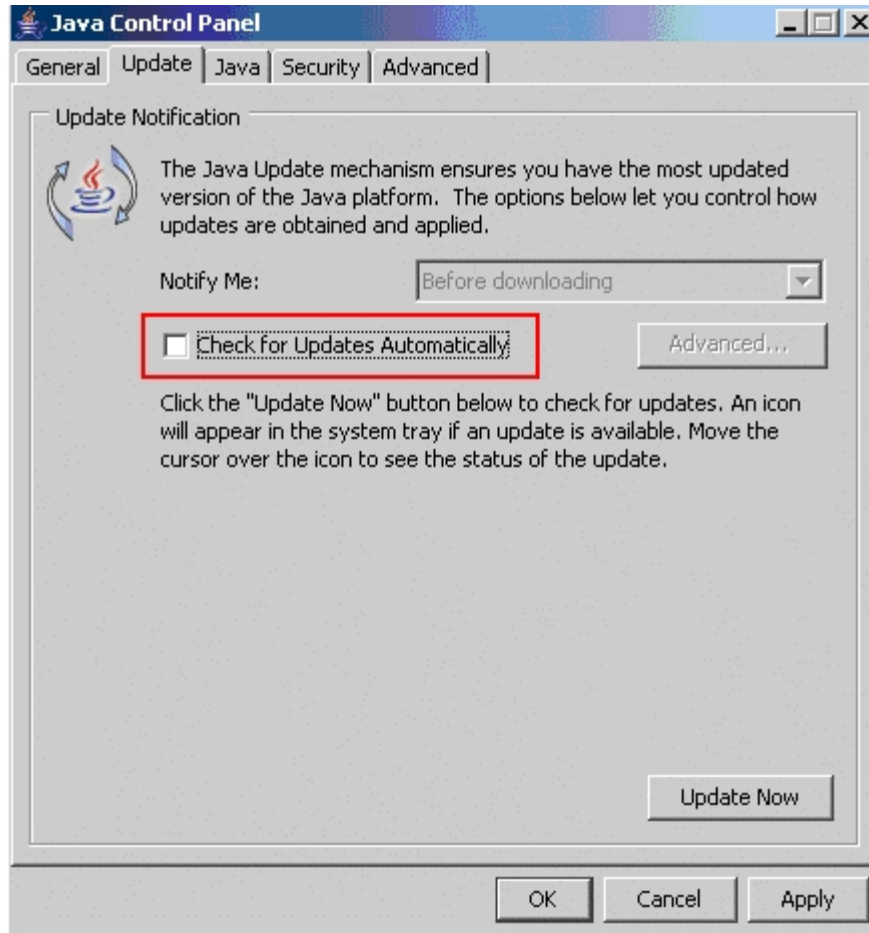 Java Control Panel
General Update Java Security Advanced
Update Notification
The Java Update mechanism ensures you have the most updated
version of the Java platform. The options below let you control how
updates are obtained and applied.
Notify Me: Before downloading
Check for Updates Automatically Advanced...
Click the "Update Now" button below to check for updates. An icon
will appear in the system tray if an update is available. Move the
cursor over the icon to see the status of the update.
Update Now
OK Cancel Apply